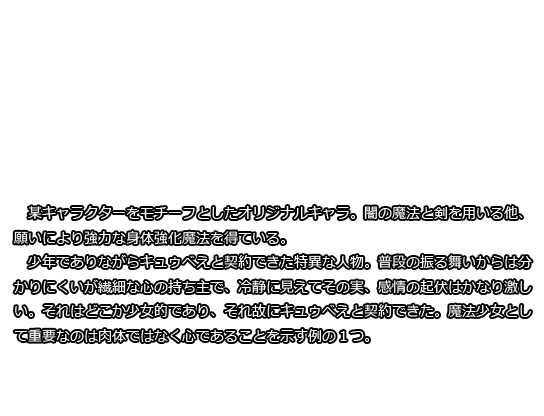 某キャラクターをモチーフとしたオリジナルキャラ。闇の魔法と剣を用いる他、
願いにより強力な身体強化魔法を得ている。
　少年でありながらキュゥべえと契約できた特異な人物。普段の振る舞いからは分
かりにくいが繊細な心の持ち主で、冷静に見えてその実、感情の起伏はかなり激し
い。それはどこか少女的であり、それ故にキュゥべえと契約できた。魔法少女とし
て重要なのは肉体ではなく心であることを示す例の１つ。